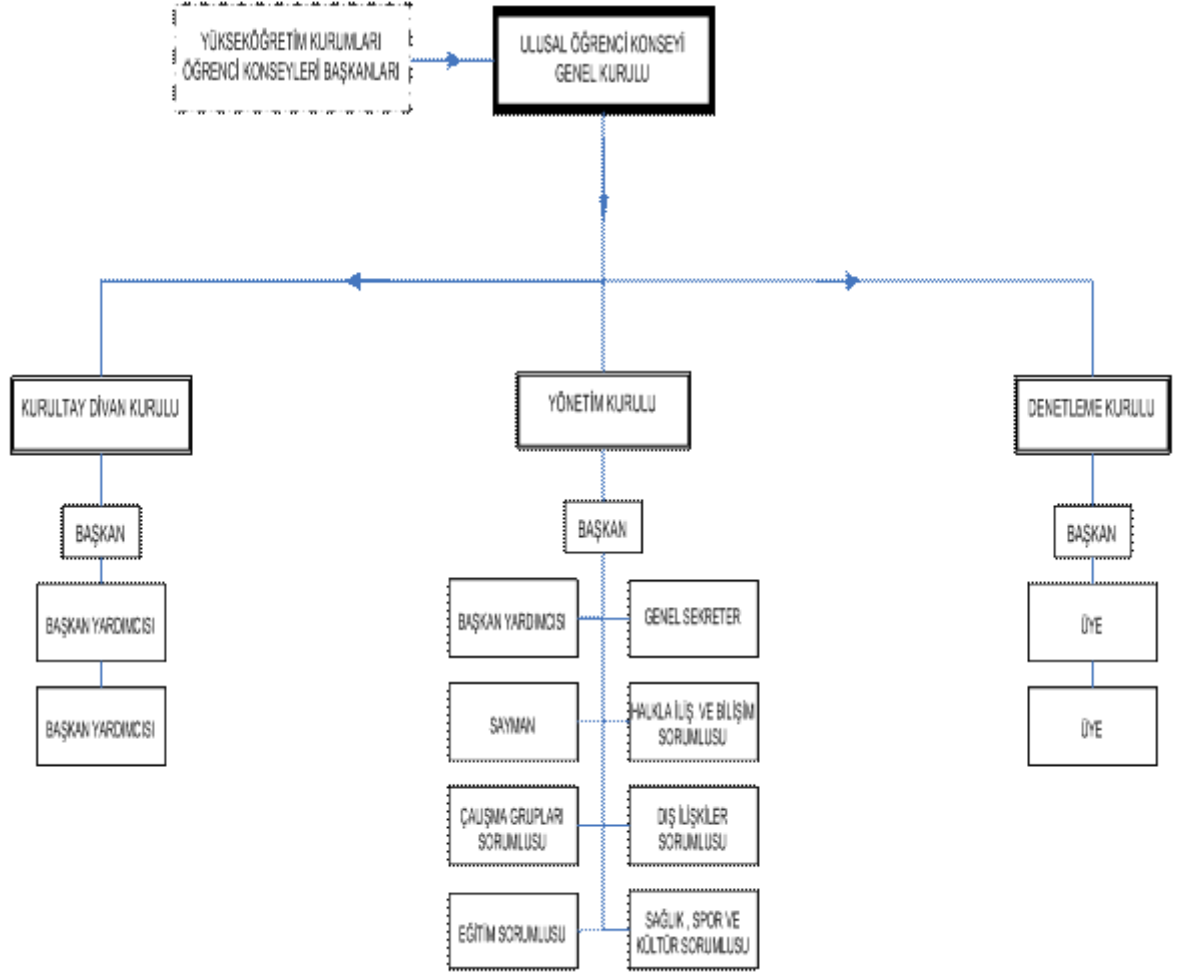 YÜKSEKÖĞRETİM KURUMLARI
ÖĞRENCİ KONSEYLERİ BAŞKANLARI
ULUSAL ÖĞRENCİ KONSEYİ
GENEL KURULU
KURULTAY DİVAN KURULU
BAŞKAN
BAŞKAN YARDIMCISI
BAŞKAN YARDIMCISI
YÖNETİM KURULU
BAŞKAN
BAŞKAN YARDIMCISI
GENEL SEKRETER
SAYMAN
HALKLA İLİŞ VE BİLİŞİM
SORUMLUSU
ÇALIŞMA GRUPLARI
SORUMLUSU
DIŞ İLİŞKİLER
SORUMLUSU
EĞİTİM SORUMLUSU
SAĞLIK , SPOR VE
KÜLTÜR SORUMLUSU
DENETLEME KURULU
BAŞKAN
ÜYE
ÜYE